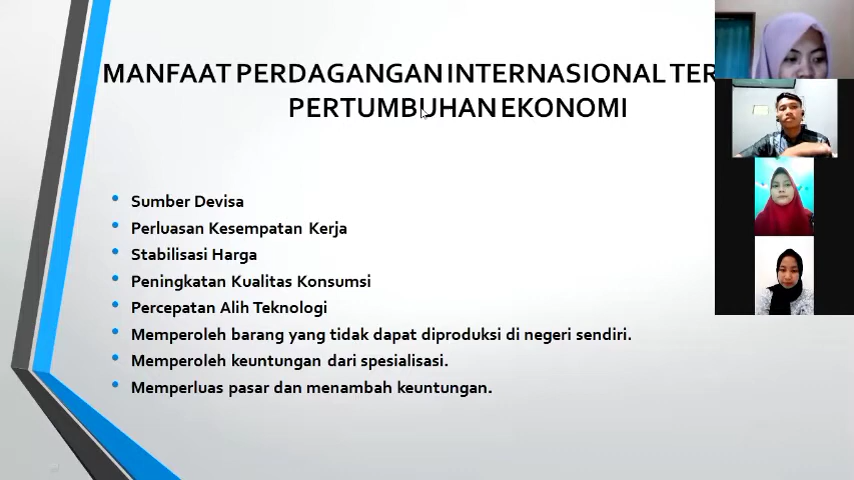 MANFAAT PERDAGANGAN INTERNASIONAL TER
PERTUMBUHAN EKONOMI
Sumber Devisa
Perluasan Kesempatan Kerja
Stabilisasi Harga
Peningkatan Kualitas Konsumsi
Percepatan Alih Teknologi
Memperoleh barang yang tidak dapat diproduksi di negeri sendiri.
Memperoleh keuntungan dari spesialisasi.
Memperluas pasar dan menambah keuntungan.